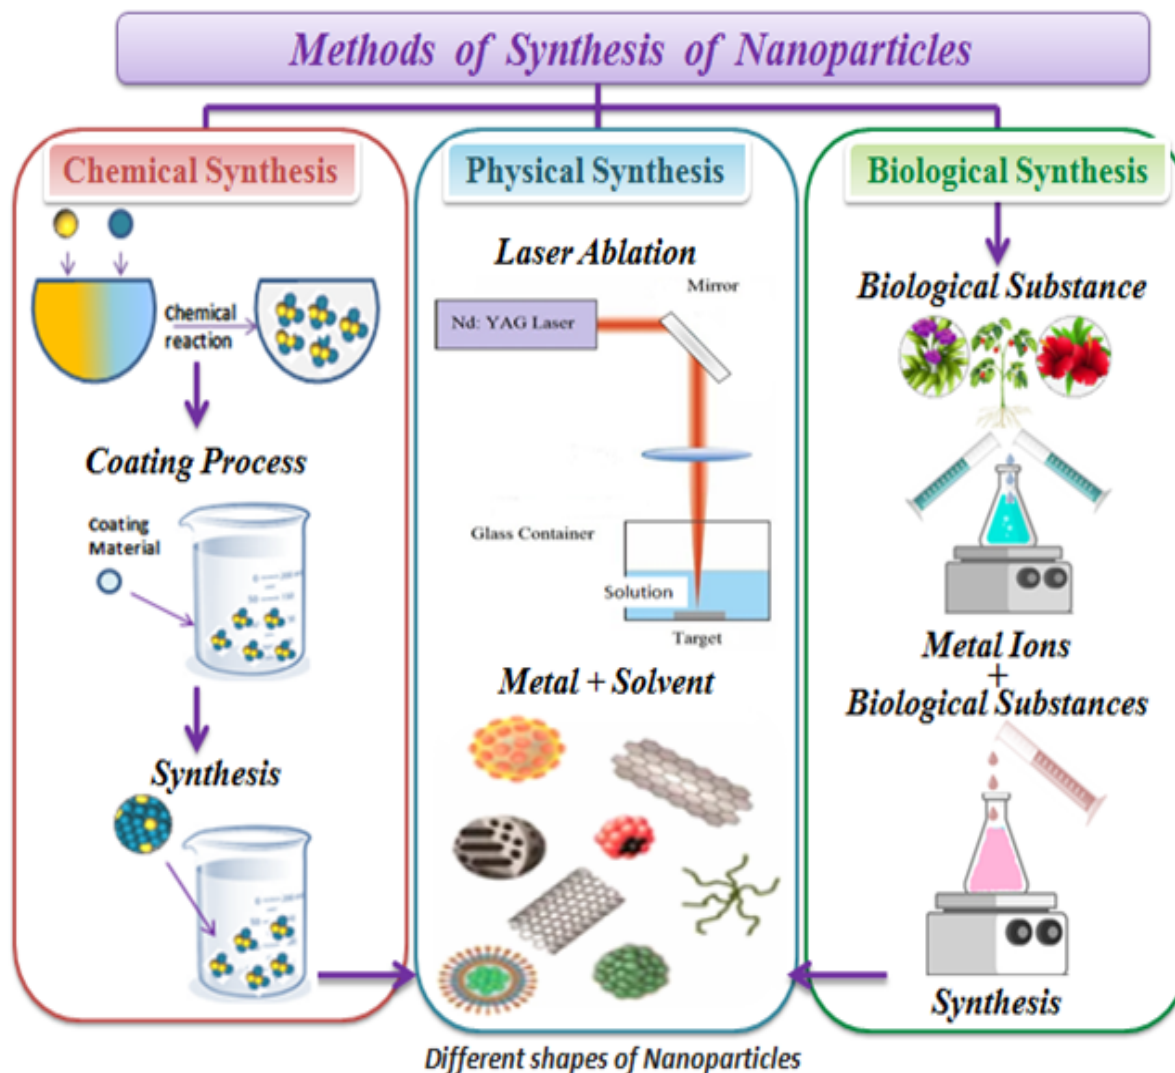 Methods of Synthesis of Nanoparticles
Chemical Synthesis
Chemical
reaction
Coating Process
Coating
Material
Synthesis
Physical Synthesis
Laser Ablation
Mirror
Nd: YAG Laser
Glass Container
Solution
Target
Metal + Solvent
Biological Synthesis
Biological Substance
Metal Ions
+
Biological Substances
Synthesis
Different shapes of Nanoparticles